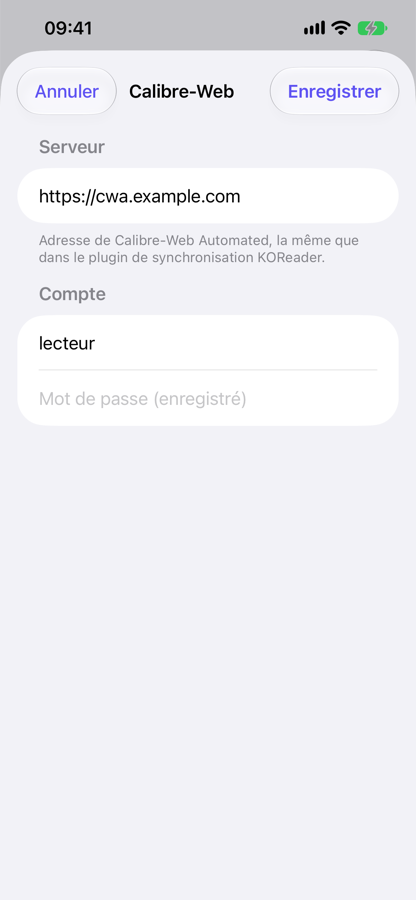 09:41
Annuler
Calibre-Web
Enregistrer
Serveur
https://cwa.example.com
Adresse de Calibre-Web Automated, la même que
dans le plugin de synchronisation KOReader.
Compte
lecteur
Mot de passe (enregistré)